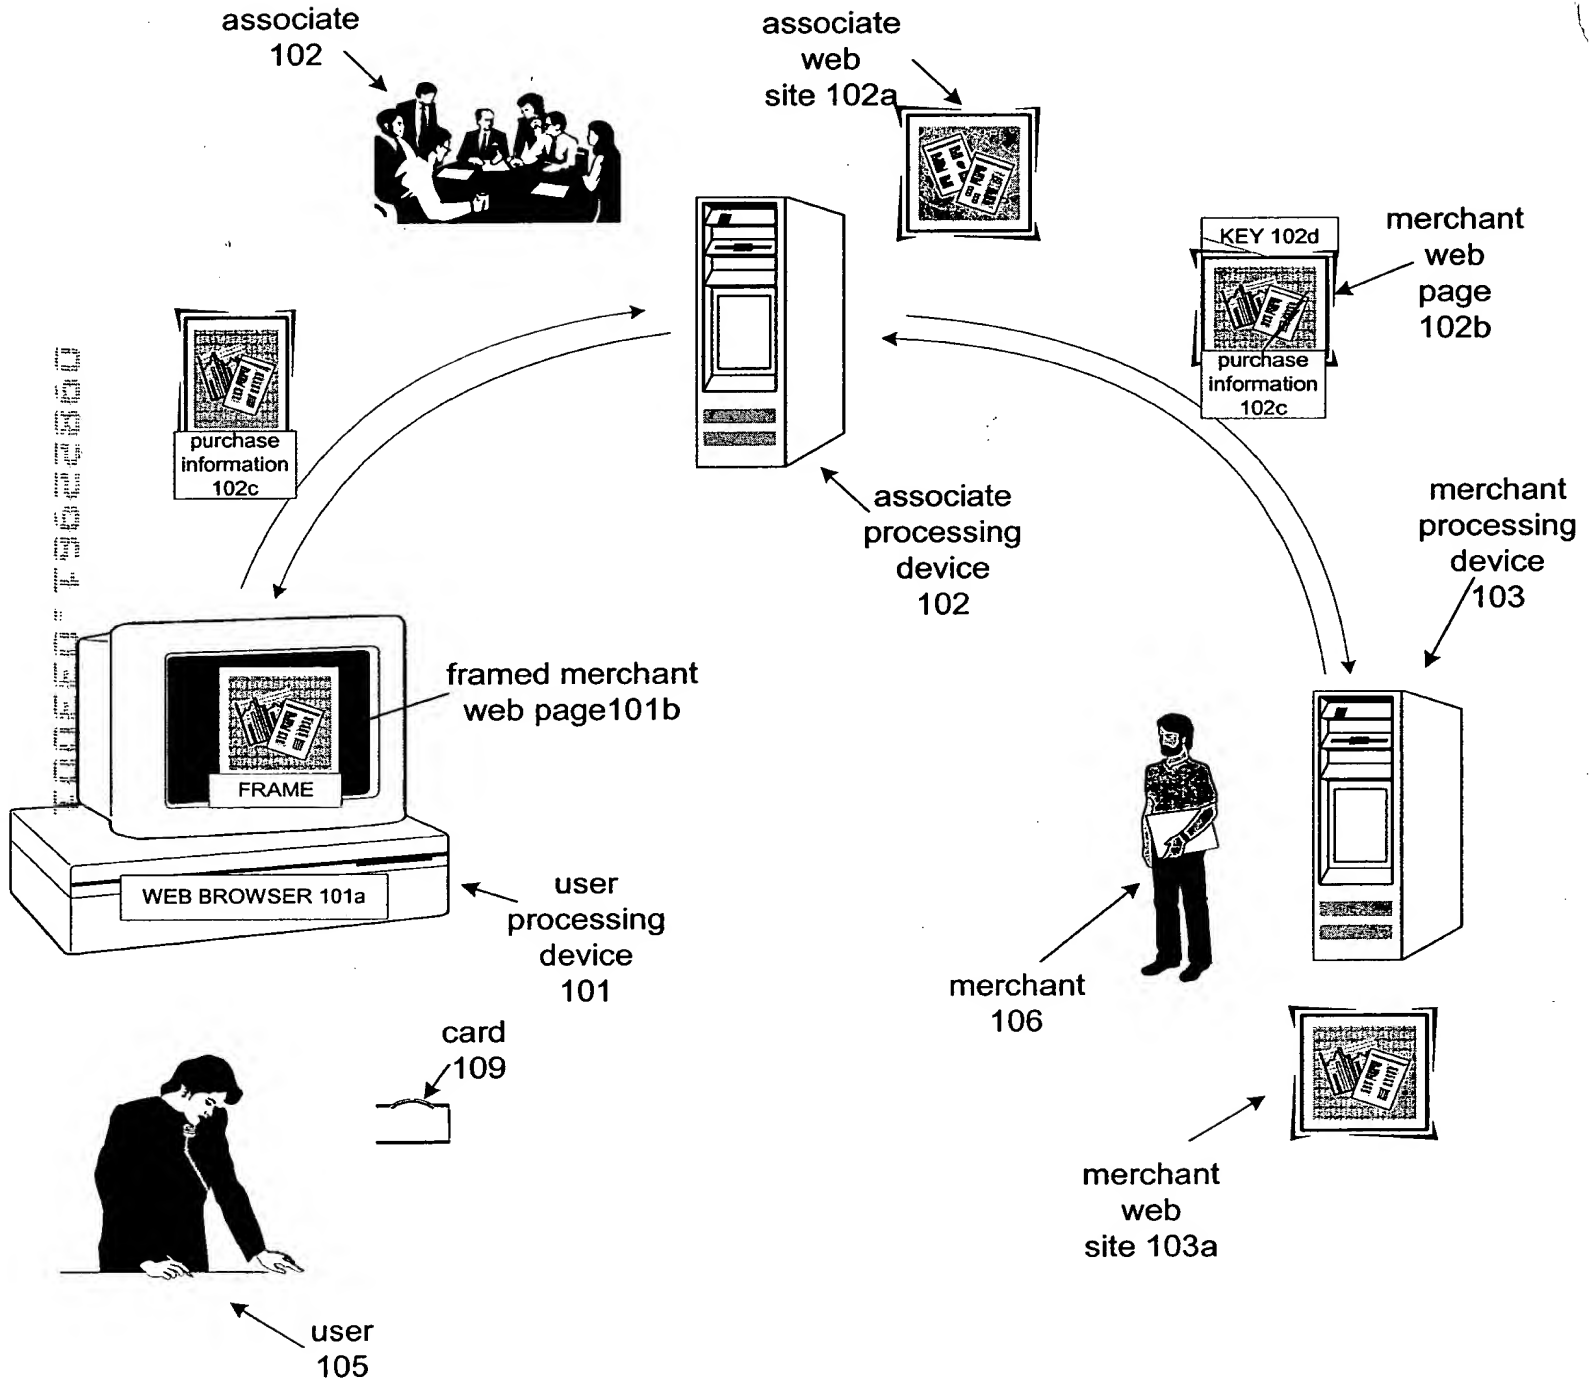 associate
102
associate
web
site 102a
KEY 102d
merchant
web
page
102b
purchase
information
102c
purchase
information
102c
associate
processing
device
102
merchant
processing
device
103
framed merchant
web page101b
FRAME
WEB BROWSER 101a
user
processing
device
101
merchant
106
card
109
merchant
web
site 103a
user
105